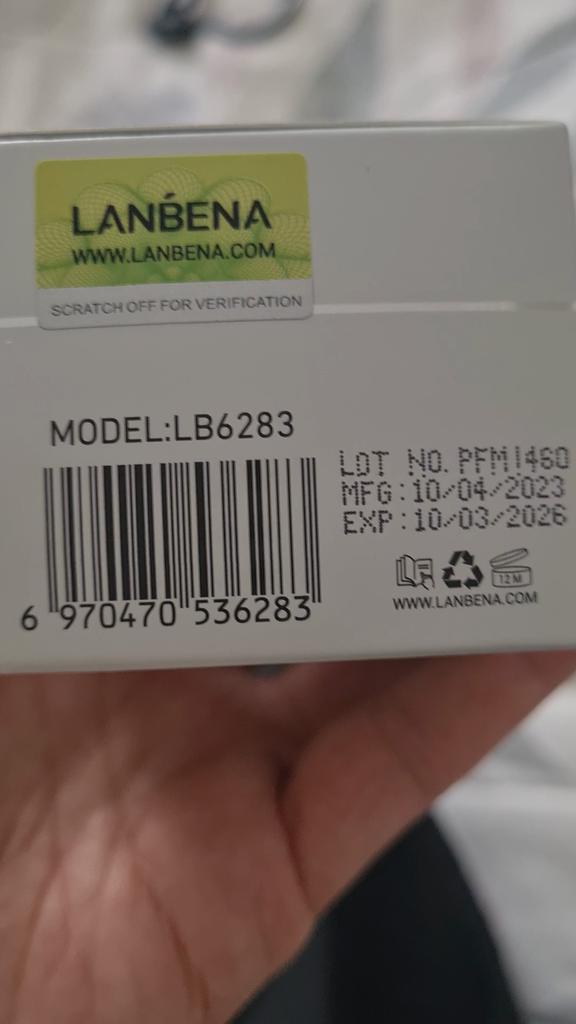 LANBENA
WWW.LANBENA.COM
SCRATCH OFF FOR VERIFICATION
MODEL:LB6283
6 970470 536283
LOT NO. PFM1460
MFG:10/04/2023
EXP:10/03/2026
12M
WWW.LANBENA.COM